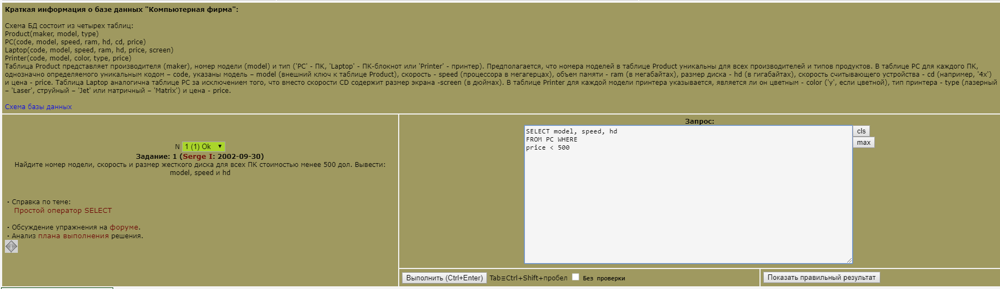 Краткая информация о базе данных "Компьютерная фирма":
Схема БД состоит из четырех таблиц:
Product(maker, model, type)
PC(code, model, speed, ram, hd, cd, price)
Laptop(code, model, speed, ram, hd, price, screen)
Printer(code, model, color, type, price)
Таблица Product представляет производителя (maker), номер модели (model) и тип ('PC' - ПК, 'Laptop' - ПК-блокнот или 'Printer' - принтер). Предполагается, что номера моделей в таблице Product уникальны для всех производителей и типов продуктов. В таблице PC для каждого ПК,
однозначно определяемого уникальным кодом – code, указаны модель – model (внешний ключ к таблице Product), скорость - speed (процессора в мегагерцах), объем памяти - ram (в мегабайтах), размер диска - hd (в гигабайтах), скорость считывающего устройства - cd (например, '4x')
и цена - price. Таблица Laptop аналогична таблице РС за исключением того, что вместо скорости CD содержит размер экрана -screen (в дюймах). В таблице Printer для каждой модели принтера указывается, является ли он цветным - color ('y', если цветной), тип принтера - type (лазерный
– 'Laser', струйный – 'Jet' или матричный – 'Matrix') и цена - price.
Схема базы данных
N 1 (1) Ok
Задание: 1 (Serge I: 2002-09-30)
Найдите номер модели, скорость и размер жесткого диска для всех ПК стоимостью менее 500 дол. Вывести:
model, speed и hd
· Справка по теме:
Простой оператор SELECT
· Обсуждение упражнения на форуме.
· Анализ плана выполнения решения.
Запрос:
SELECT model, speed, hd
FROM PC WHERE
price < 500
cls
max
Выполнить (Ctrl+Enter) Tab≡Ctrl+Shift+пробел Без проверки
Показать правильный результат